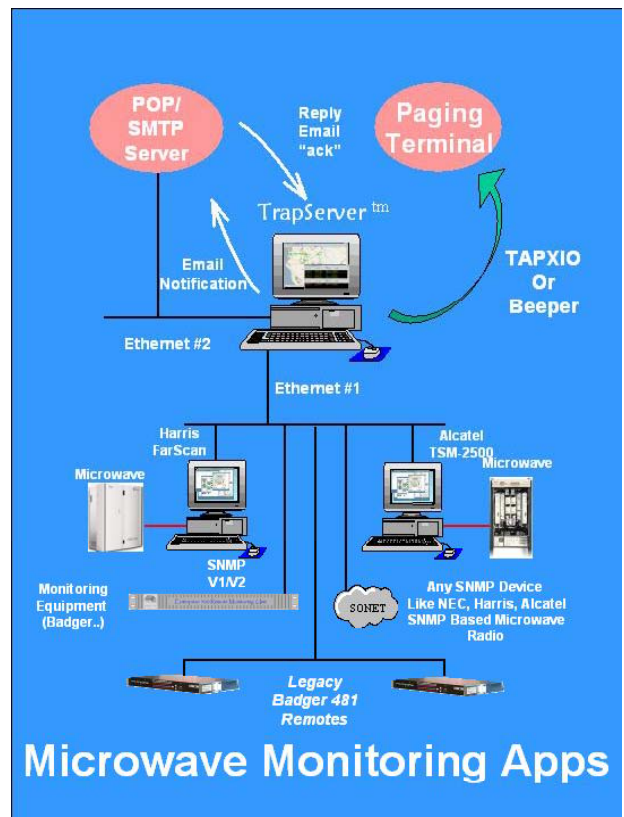 POP/
SMTP
Server
Reply
Email
"ack"
Paging
Terminal
TrapServer tm
Email
Notification
TAPXIO
Or
Beeper
Ethernet #2
Ethernet #1
Harris
FarScan
Alcatel
TSM-2500
Microwave
Microwave
SNMP
V1/V2
Monitoring
Equipment
(Badger..)
SONET
Any SNMP Device
Like NEC, Harris, Alcatel
SNMP Based Microwave
Radio
Legacy
Badger 481
Remotes
Microwave Monitoring Apps